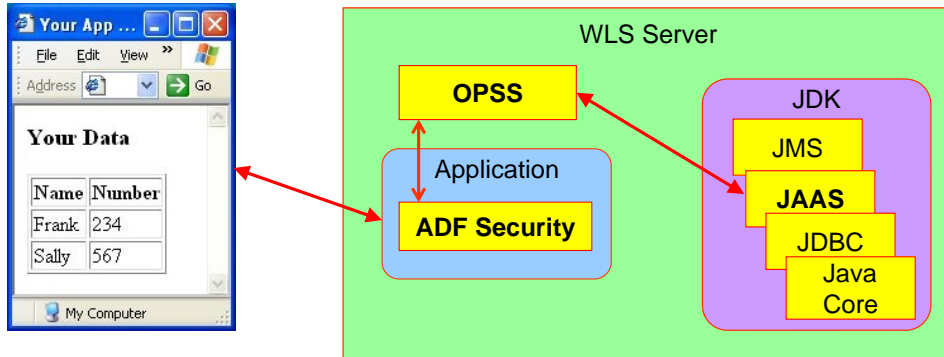 Your App ...
File Edit View »
Address Go
Your Data
Name Number
Frank 234
Sally 567
My Computer
WLS Server
OPSS
Application
ADF Security
JDK
JMS
JAAS
JDBC
Java
Core